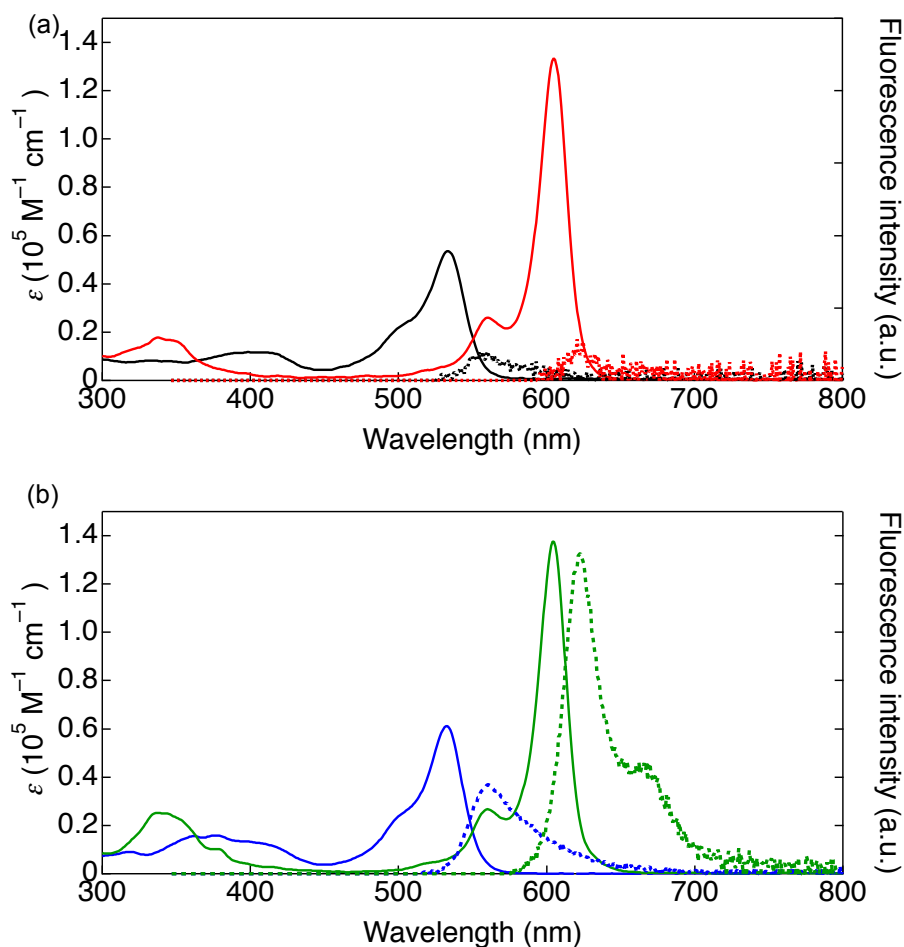 (a)
1.4
1.2
1.0
0.8
0.6
0.4
0.2
0
ε (10⁵ M⁻¹ cm⁻¹ )
Fluorescence intensity (a.u.)
300 400 500 600 700 800
Wavelength (nm)
(b)
1.4
1.2
1.0
0.8
0.6
0.4
0.2
0
ε (10⁵ M⁻¹ cm⁻¹ )
Fluorescence intensity (a.u.)
300 400 500 600 700 800
Wavelength (nm)